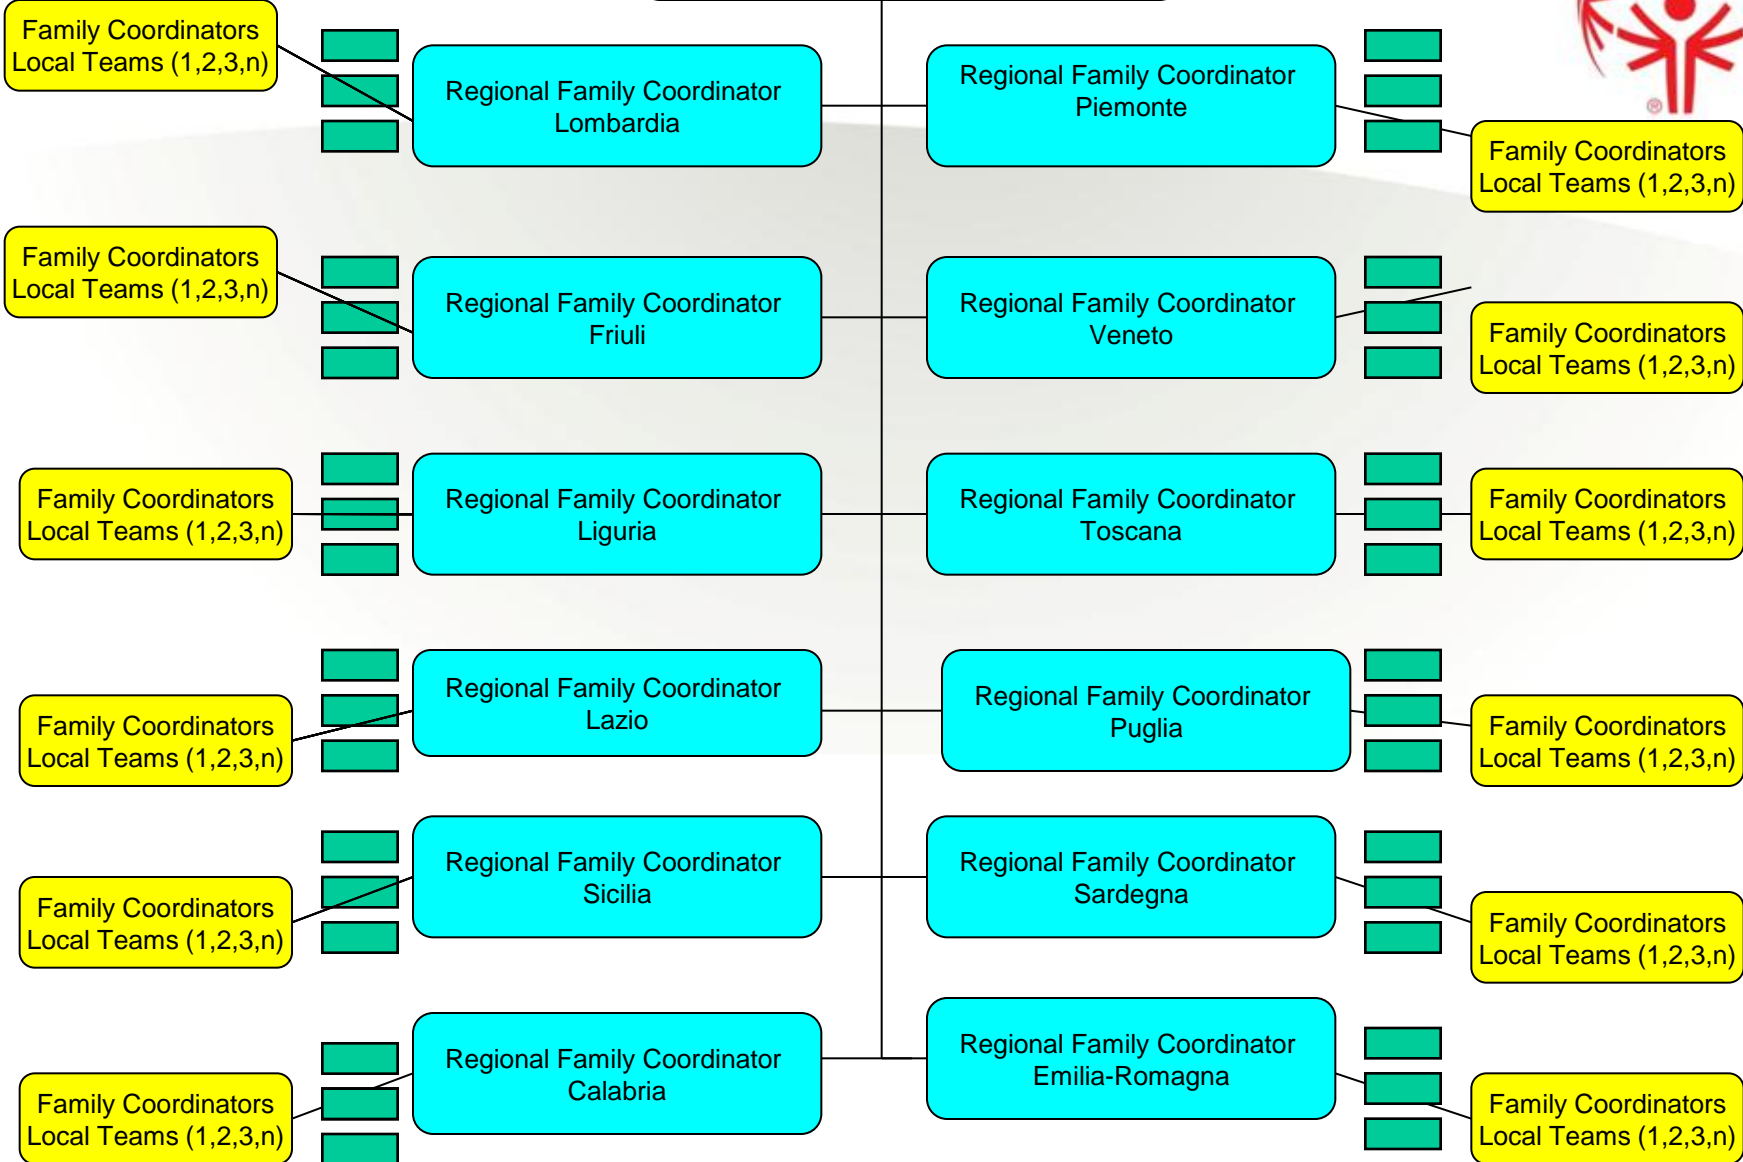 Family Coordinators
Local Teams (1,2,3,n)
Regional Family Coordinator
Lombardia
Regional Family Coordinator
Piemonte
®
Family Coordinators
Local Teams (1,2,3,n)
Family Coordinators
Local Teams (1,2,3,n)
Regional Family Coordinator
Friuli
Regional Family Coordinator
Veneto
Family Coordinators
Local Teams (1,2,3,n)
Family Coordinators
Local Teams (1,2,3,n)
Regional Family Coordinator
Liguria
Regional Family Coordinator
Toscana
Family Coordinators
Local Teams (1,2,3,n)
Family Coordinators
Local Teams (1,2,3,n)
Regional Family Coordinator
Lazio
Regional Family Coordinator
Puglia
Family Coordinators
Local Teams (1,2,3,n)
Family Coordinators
Local Teams (1,2,3,n)
Regional Family Coordinator
Sicilia
Regional Family Coordinator
Sardegna
Family Coordinators
Local Teams (1,2,3,n)
Family Coordinators
Local Teams (1,2,3,n)
Regional Family Coordinator
Calabria
Regional Family Coordinator
Emilia-Romagna
Family Coordinators
Local Teams (1,2,3,n)